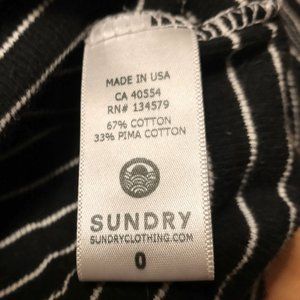 MADE IN USA
CA 40554
RN# 134579
67% COTTON
33% PIMA COTTON
SUNDRY
SUNDRYCLOTHING.COM
0